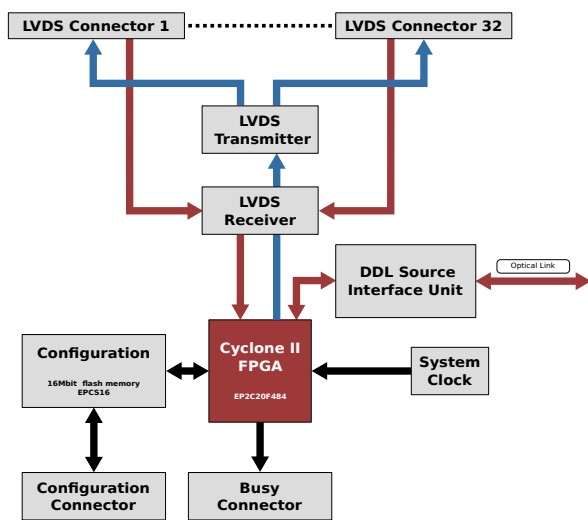 LVDS Connector 1
LVDS Connector 32
LVDS
Transmitter
LVDS
Receiver
DDL Source
Interface Unit
Optical Link
Configuration
16Mbit flash memory
EPCS16
Cyclone II
FPGA
EP2C20F484
System
Clock
Configuration
Connector
Busy
Connector